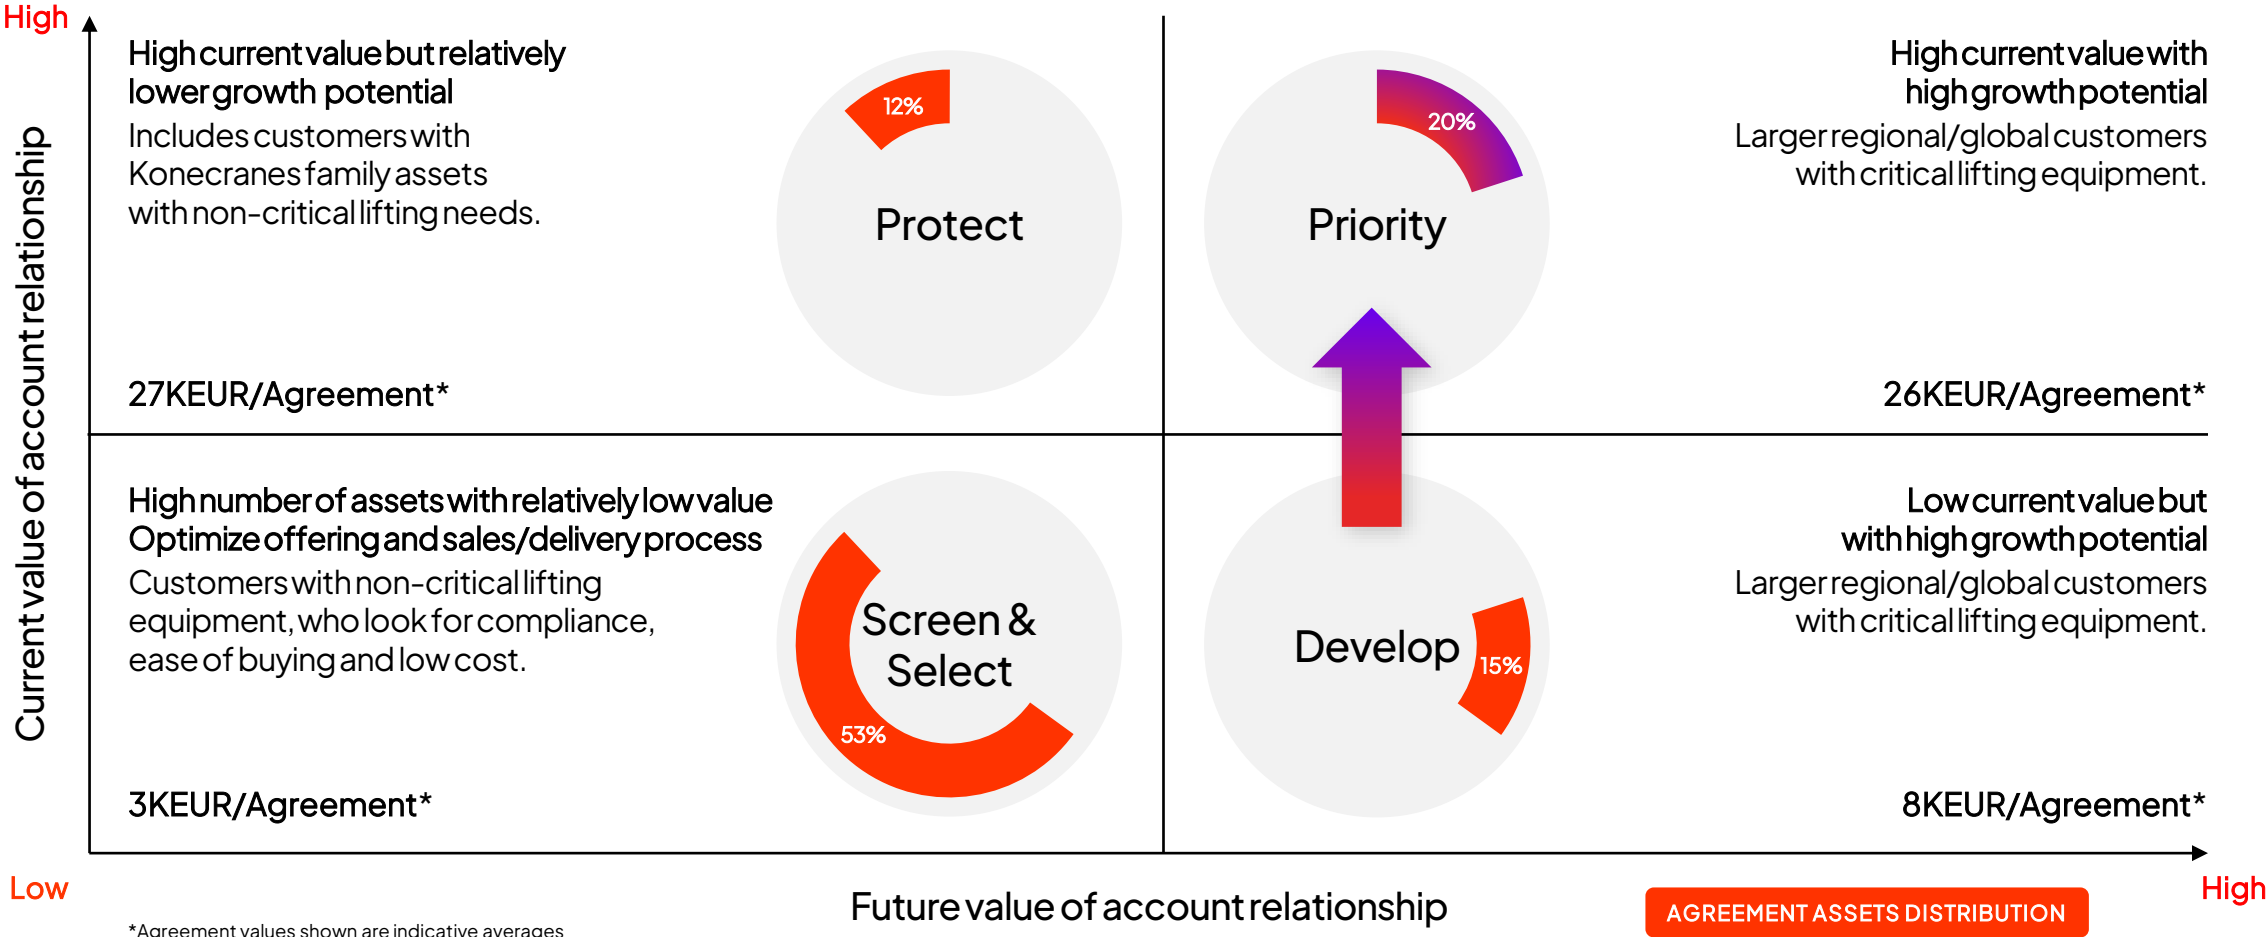 High
High current value but relatively
lower growth potential
Includes customers with
Konecranes family assets
with non-critical lifting needs.
27KEUR/Agreement*
12%
Protect
20%
Priority
High current value with
high growth potential
Larger regional/global customers
with critical lifting equipment.
26KEUR/Agreement*
Current value of account relationship
High number of assets with relatively low value
Optimize offering and sales/delivery process
Customers with non-critical lifting
equipment, who look for compliance,
ease of buying and low cost.
3KEUR/Agreement*
Screen &
Select
53%
Develop
15%
Low current value but
with high growth potential
Larger regional/global customers
with critical lifting equipment.
8KEUR/Agreement*
Low
Future value of account relationship
High
AGREEMENT ASSETS DISTRIBUTION
*Agreement values shown are indicative averages